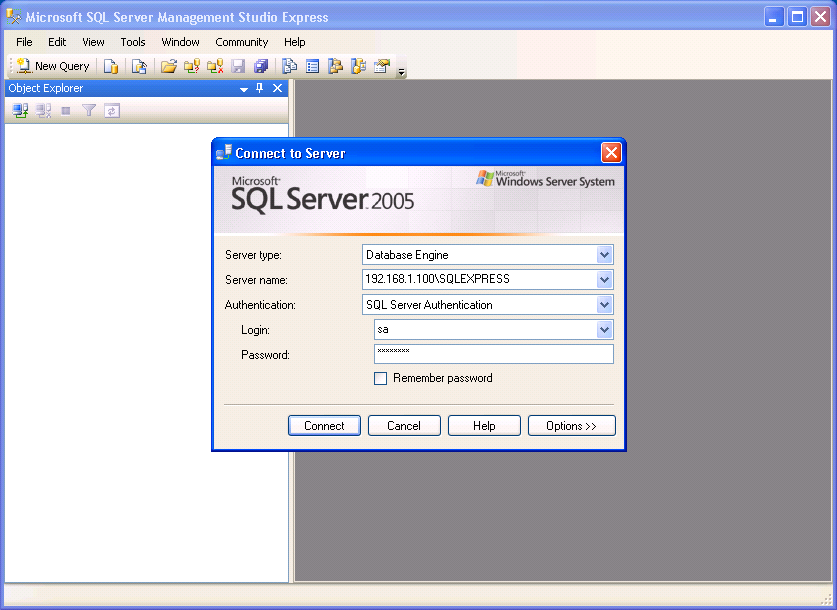 Microsoft SQL Server Management Studio Express
File Edit View Tools Window Community Help
New Query
Object Explorer
Connect to Server
Microsoft
SQL Server 2005
Microsoft
Windows Server System
Server type: Database Engine
Server name: 192.168.1.100\SQLEXPRESS
Authentication: SQL Server Authentication
Login: sa
Password: ********
Remember password
Connect Cancel Help Options >>